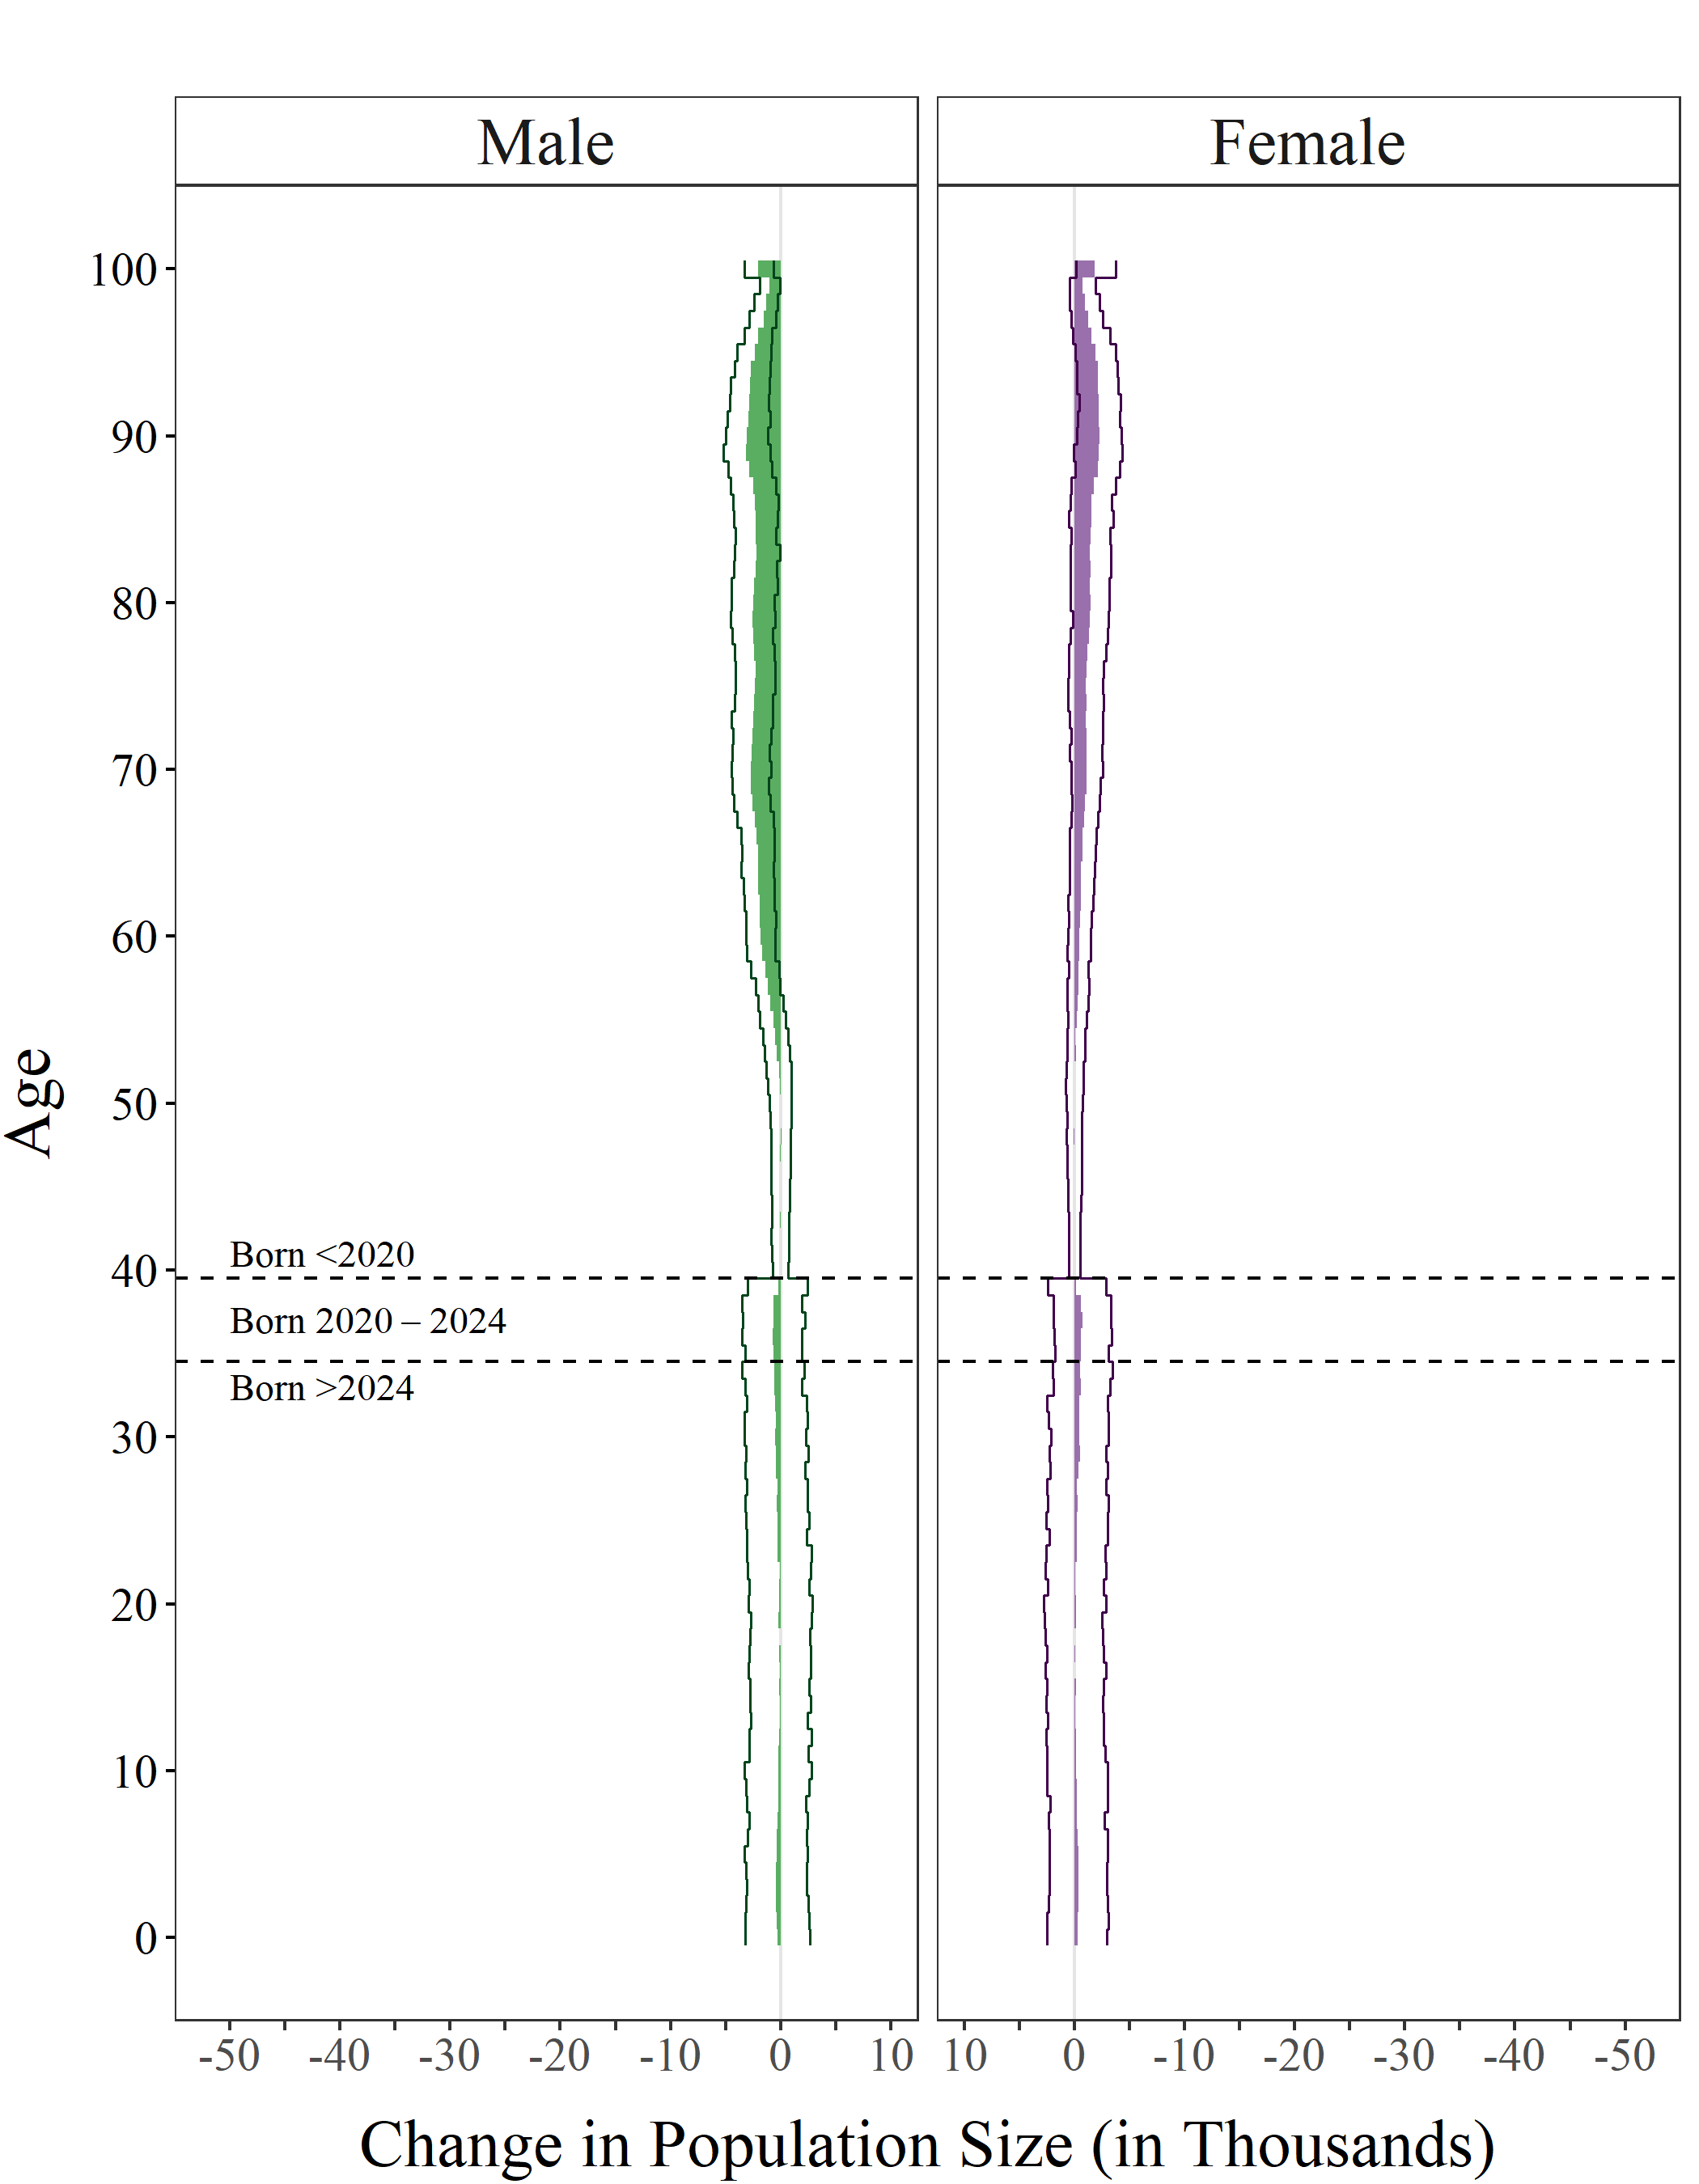 Male Female
100
90
80
70
60
50
40
30
20
10
0
Age
Born <2020
Born 2020 – 2024
Born >2024
-50 -40 -30 -20 -10 0 10 10 0 -10 -20 -30 -40 -50
Change in Population Size (in Thousands)